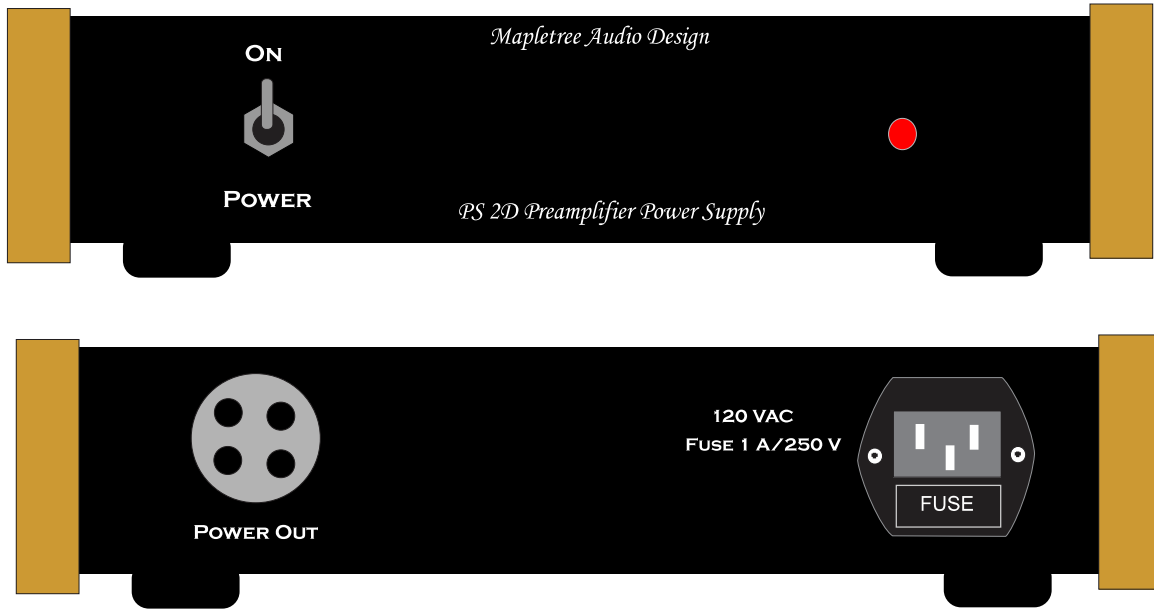 Mapletree Audio Design
On
Power
PS 2D Preamplifier Power Supply
120 VAC
Fuse 1 A/250 V
FUSE
Power Out